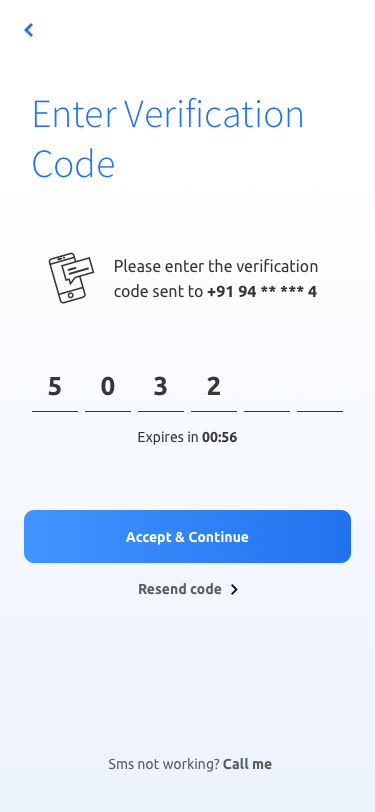 Enter Verification
Code
Please enter the verification
code sent to +91 94 ** *** 4
5 0 3 2
Expires in 00:56
Accept & Continue
Resend code
Sms not working? Call me